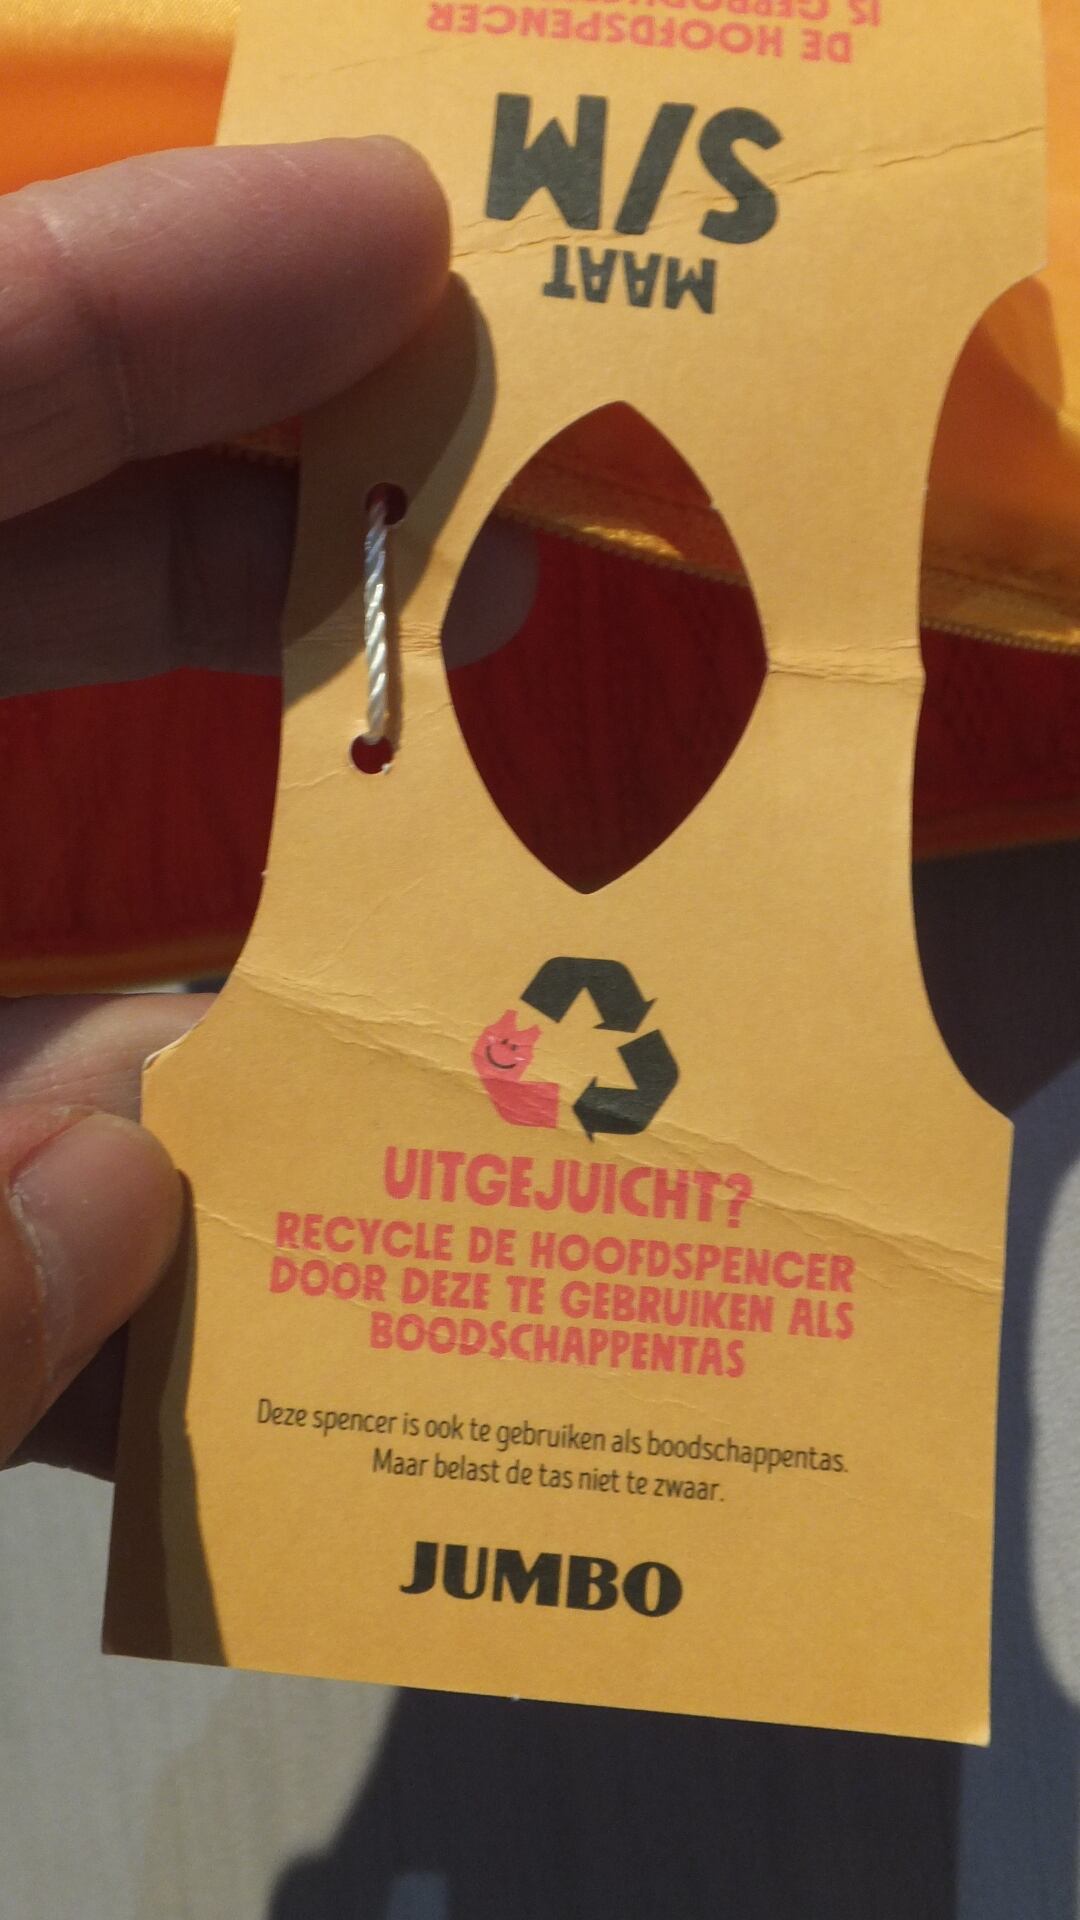 IS
DE HOOFDSPENCER
S/M
MAAT
UITGEJUICHT?
RECYCLE DE HOOFDSPENCER
DOOR DEZE TE GEBRUIKEN ALS
BOODSCHAPPENTAS
Deze spencer is ook te gebruiken als boodschappentas.
Maar belast de tas niet te zwaar.
JUMBO